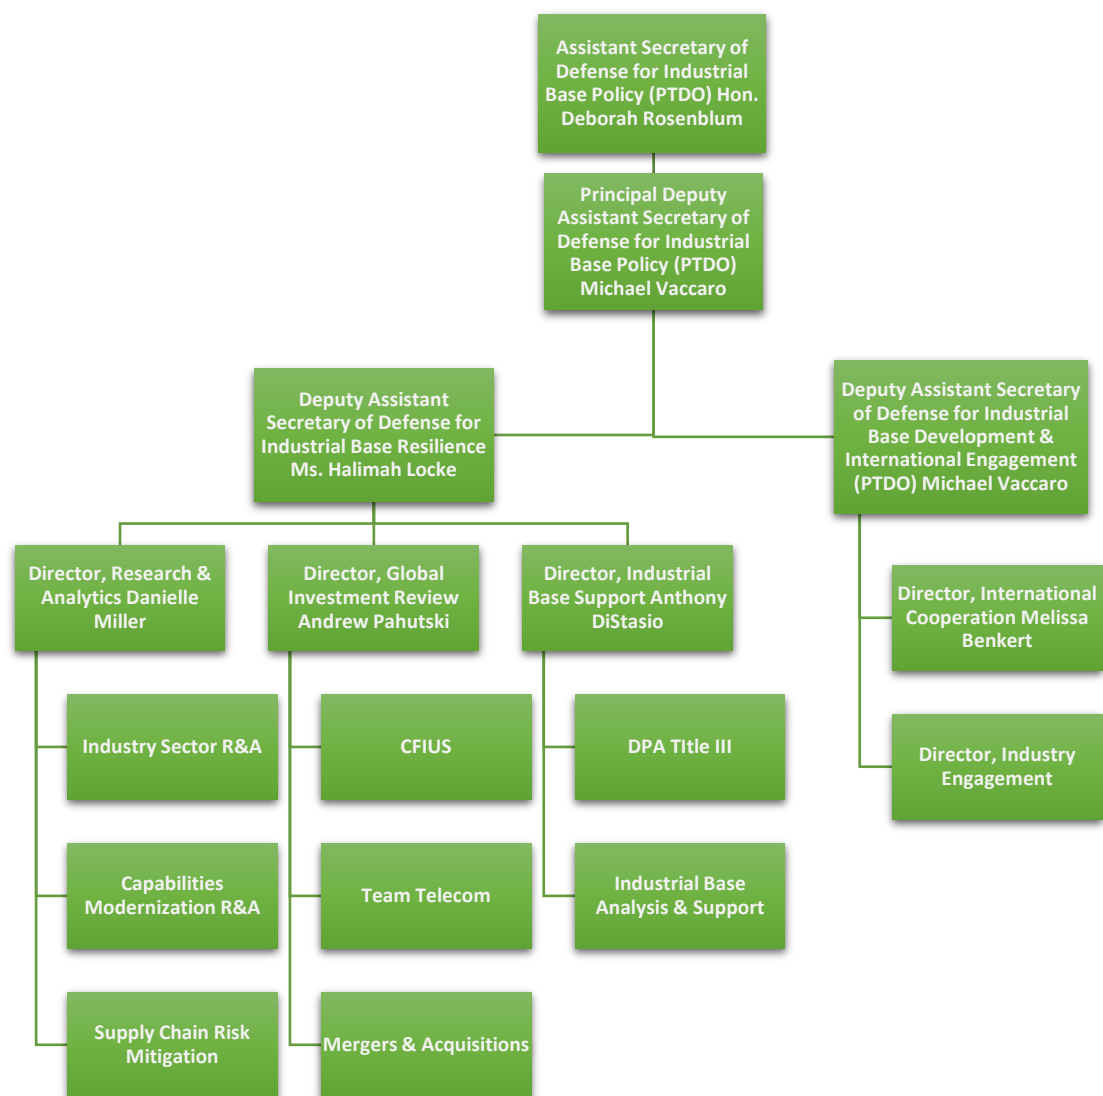 Assistant Secretary of
Defense for Industrial
Base Policy (PTDO) Hon.
Deborah Rosenblum
Principal Deputy
Assistant Secretary of
Defense for Industrial
Base Policy (PTDO)
Michael Vaccaro
Deputy Assistant
Secretary of Defense for
Industrial Base Resilience
Ms. Halimah Locke
Deputy Assistant Secretary
of Defense for Industrial
Base Development &
International Engagement
(PTDO) Michael Vaccaro
Director, Research &
Analytics Danielle
Miller
Director, Global
Investment Review
Andrew Pahutski
Director, Industrial
Base Support Anthony
DiStasio
Director, International
Cooperation Melissa
Benkert
Industry Sector R&A
CFIUS
DPA TItle III
Director, Industry
Engagement
Capabilities
Modernization R&A
Team Telecom
Industrial Base
Analysis & Support
Supply Chain Risk
Mitigation
Mergers & Acquisitions